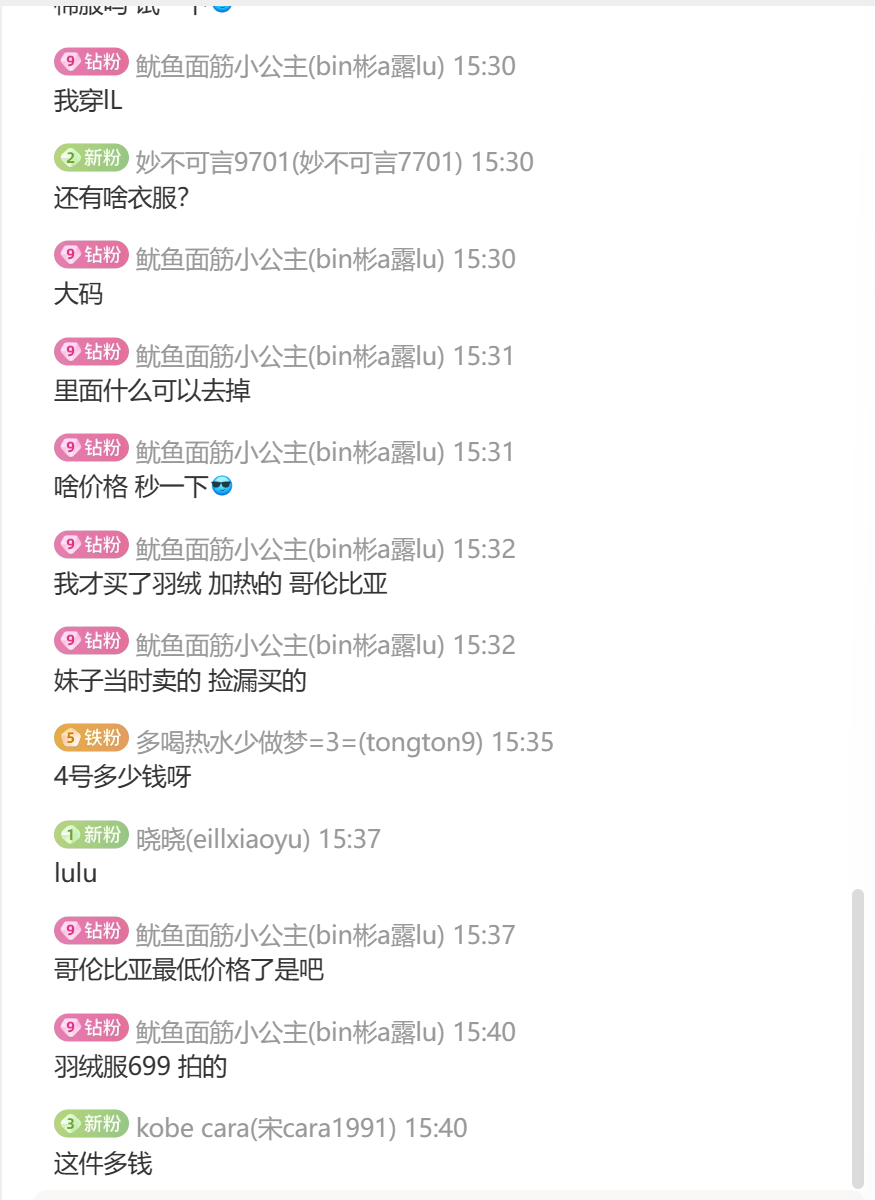 棉服吗 试一下
9 钻粉 鱿鱼面筋小公主(bin彬a露lu) 15:30
我穿lL
2 新粉 妙不可言9701(妙不可言7701) 15:30
还有啥衣服?
9 钻粉 鱿鱼面筋小公主(bin彬a露lu) 15:30
大码
9 钻粉 鱿鱼面筋小公主(bin彬a露lu) 15:31
里面什么可以去掉
9 钻粉 鱿鱼面筋小公主(bin彬a露lu) 15:31
啥价格 秒一下😎
9 钻粉 鱿鱼面筋小公主(bin彬a露lu) 15:32
我才买了羽绒 加热的 哥伦比亚
9 钻粉 鱿鱼面筋小公主(bin彬a露lu) 15:32
妹子当时卖的 捡漏买的
5 铁粉 多喝热水少做梦=3=(tongton9) 15:35
4号多少钱呀
1 新粉 晓晓(eillxiaoyu) 15:37
lulu
9 钻粉 鱿鱼面筋小公主(bin彬a露lu) 15:37
哥伦比亚最低价格了是吧
9 钻粉 鱿鱼面筋小公主(bin彬a露lu) 15:40
羽绒服699 拍的
3 新粉 kobe cara(宋cara1991) 15:40
这件多钱